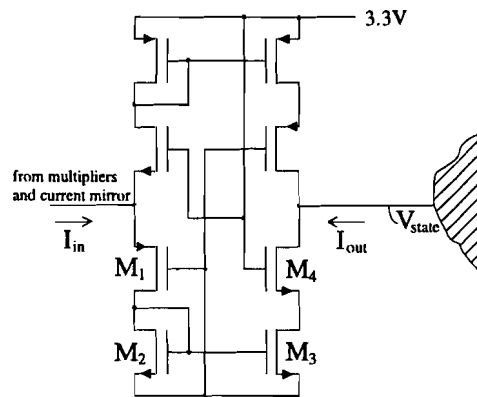 3.3V
from multipliers
and current mirror
I_in
I_out
V_state
M_1
M_4
M_2
M_3